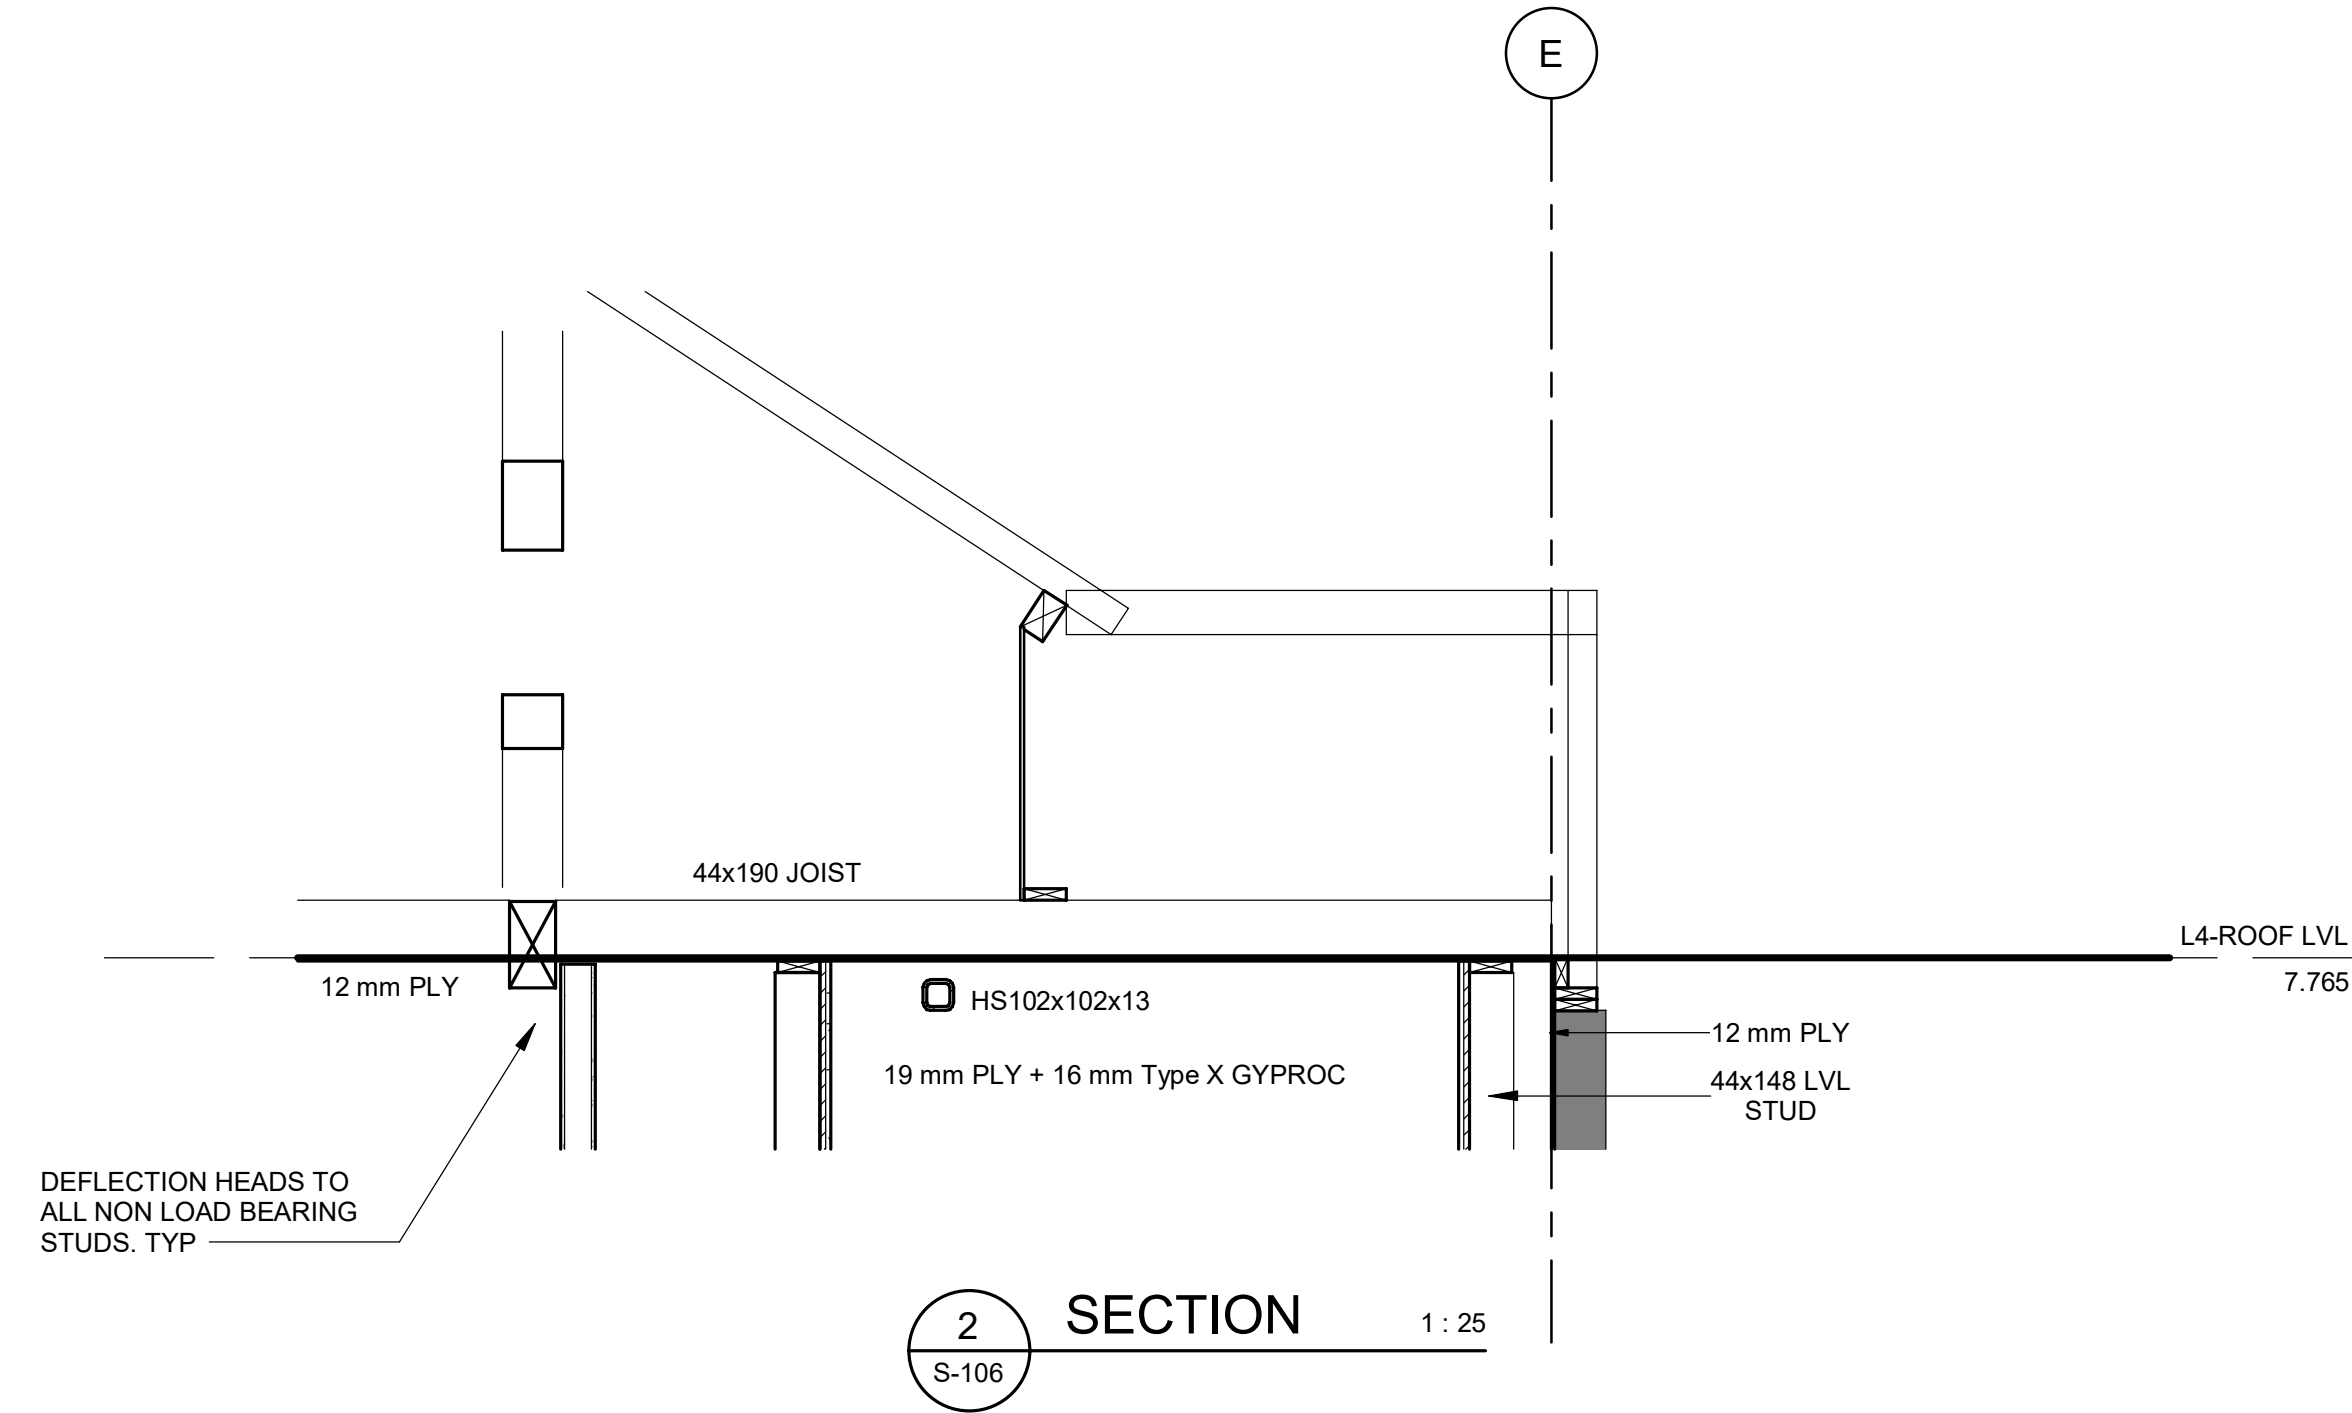 E
44x190 JOIST
L4-ROOF LVL
7.765
12 mm PLY
HS102x102x13
12 mm PLY
19 mm PLY + 16 mm Type X GYPROC
44x148 LVL
STUD
DEFLECTION HEADS TO
ALL NON LOAD BEARING
STUDS. TYP
2
SECTION
1 : 25
S-106